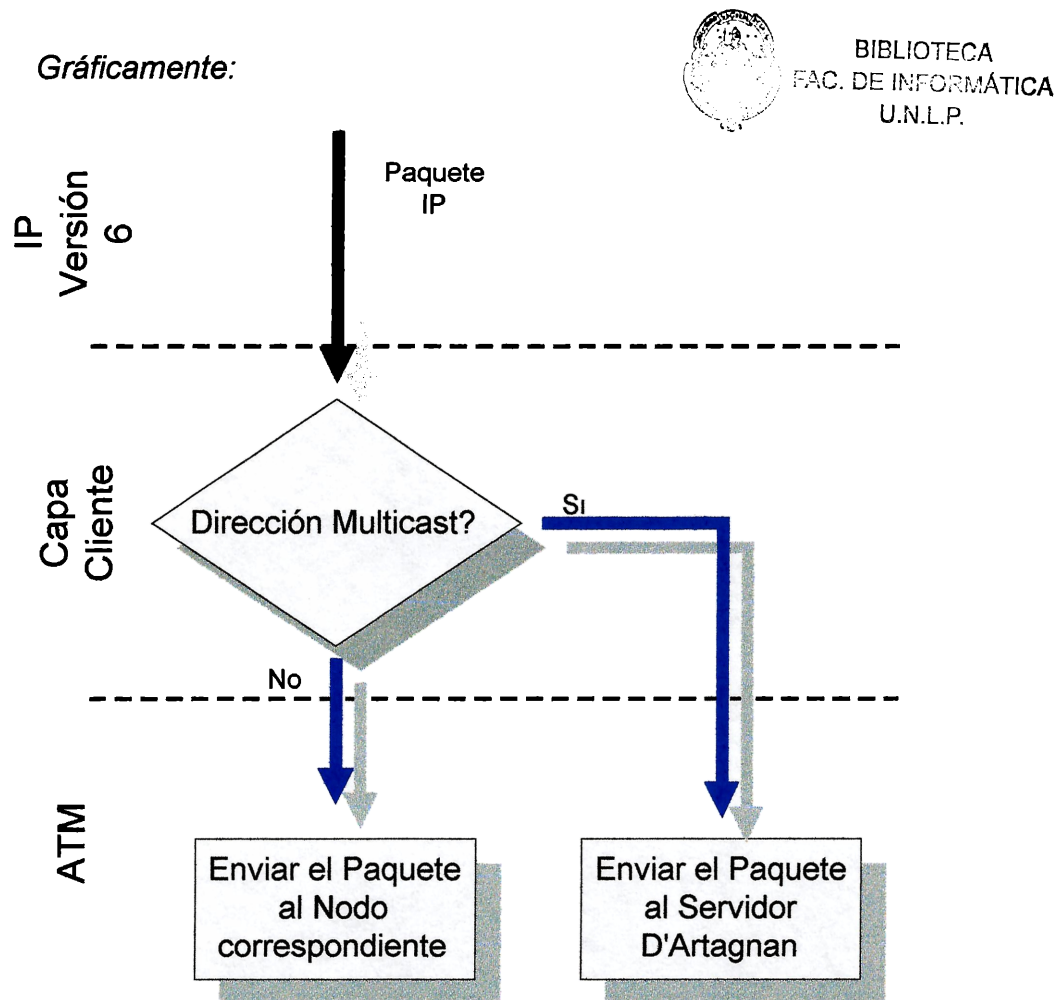 Gráficamente:
BIBLIOTECA
FAC. DE INFORMÁTICA
U.N.L.P.
IP
Versión
6
Paquete
IP
Capa
Cliente
Dirección Multicast?
Si
No
ATM
Enviar el Paquete
al Nodo
correspondiente
Enviar el Paquete
al Servidor
D'Artagnan